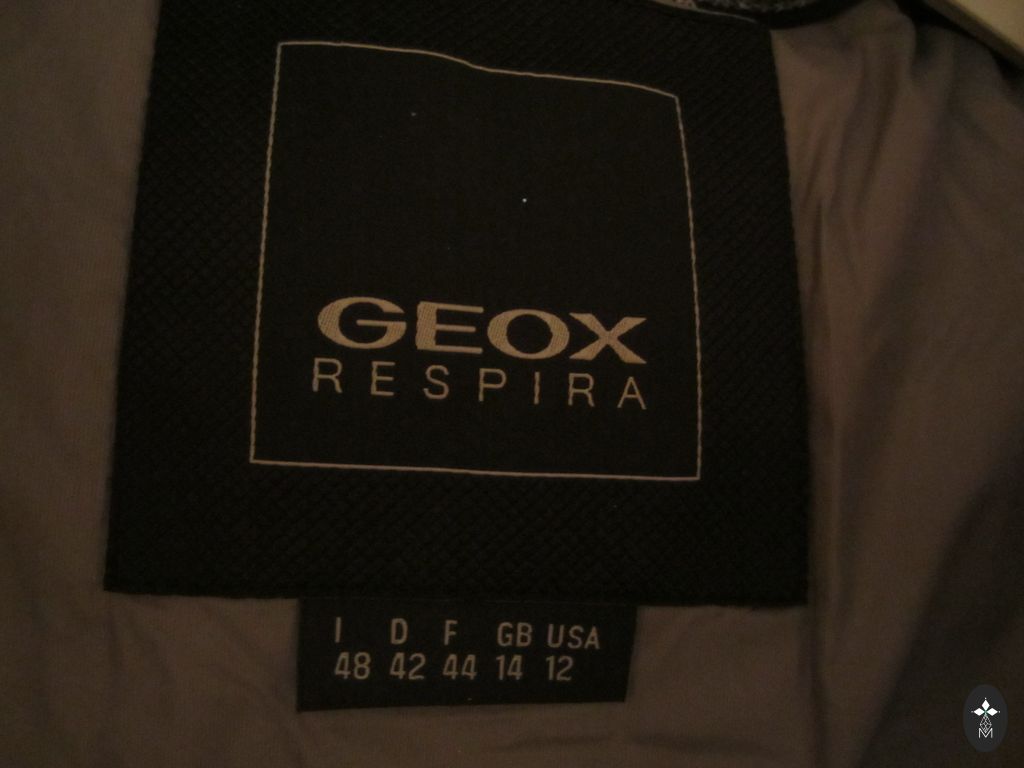 GEOX
RESPIRA
I D F GB USA
48 42 44 14 12
M